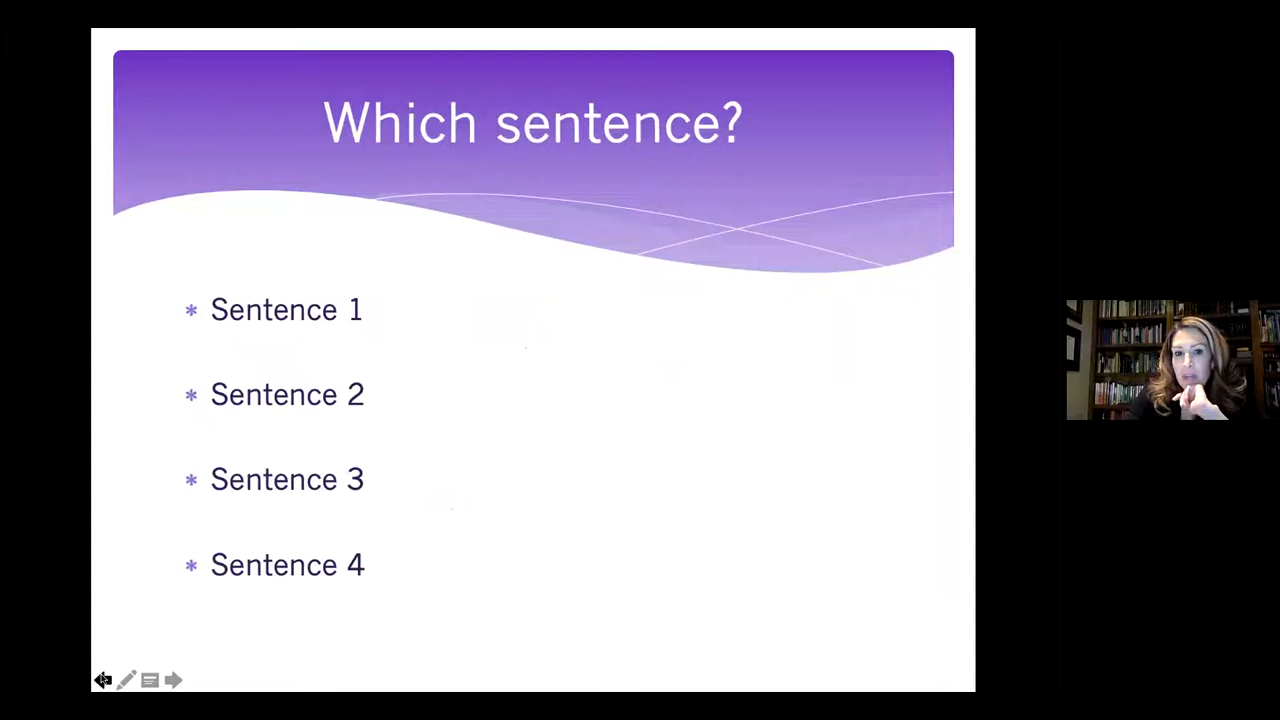 Which sentence?
* Sentence 1
* Sentence 2
* Sentence 3
* Sentence 4